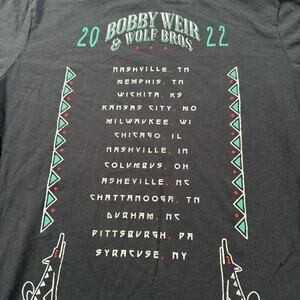 BOBBY WEIR
20 & WOLF BROS 22
NASHVILLE, TN
MEMPHIS, TN
WICHITA, KS
KANSAS CITY, MO
MILWAUKEE, WI
CHICAGO, IL
NASHVILLE, IN
COLUMBUS, OH
ASHEVILLE, NC
CHATTANOOGA, TN
DURHAM, NC
PITTSBURGH, PA
SYRACUSE, NY